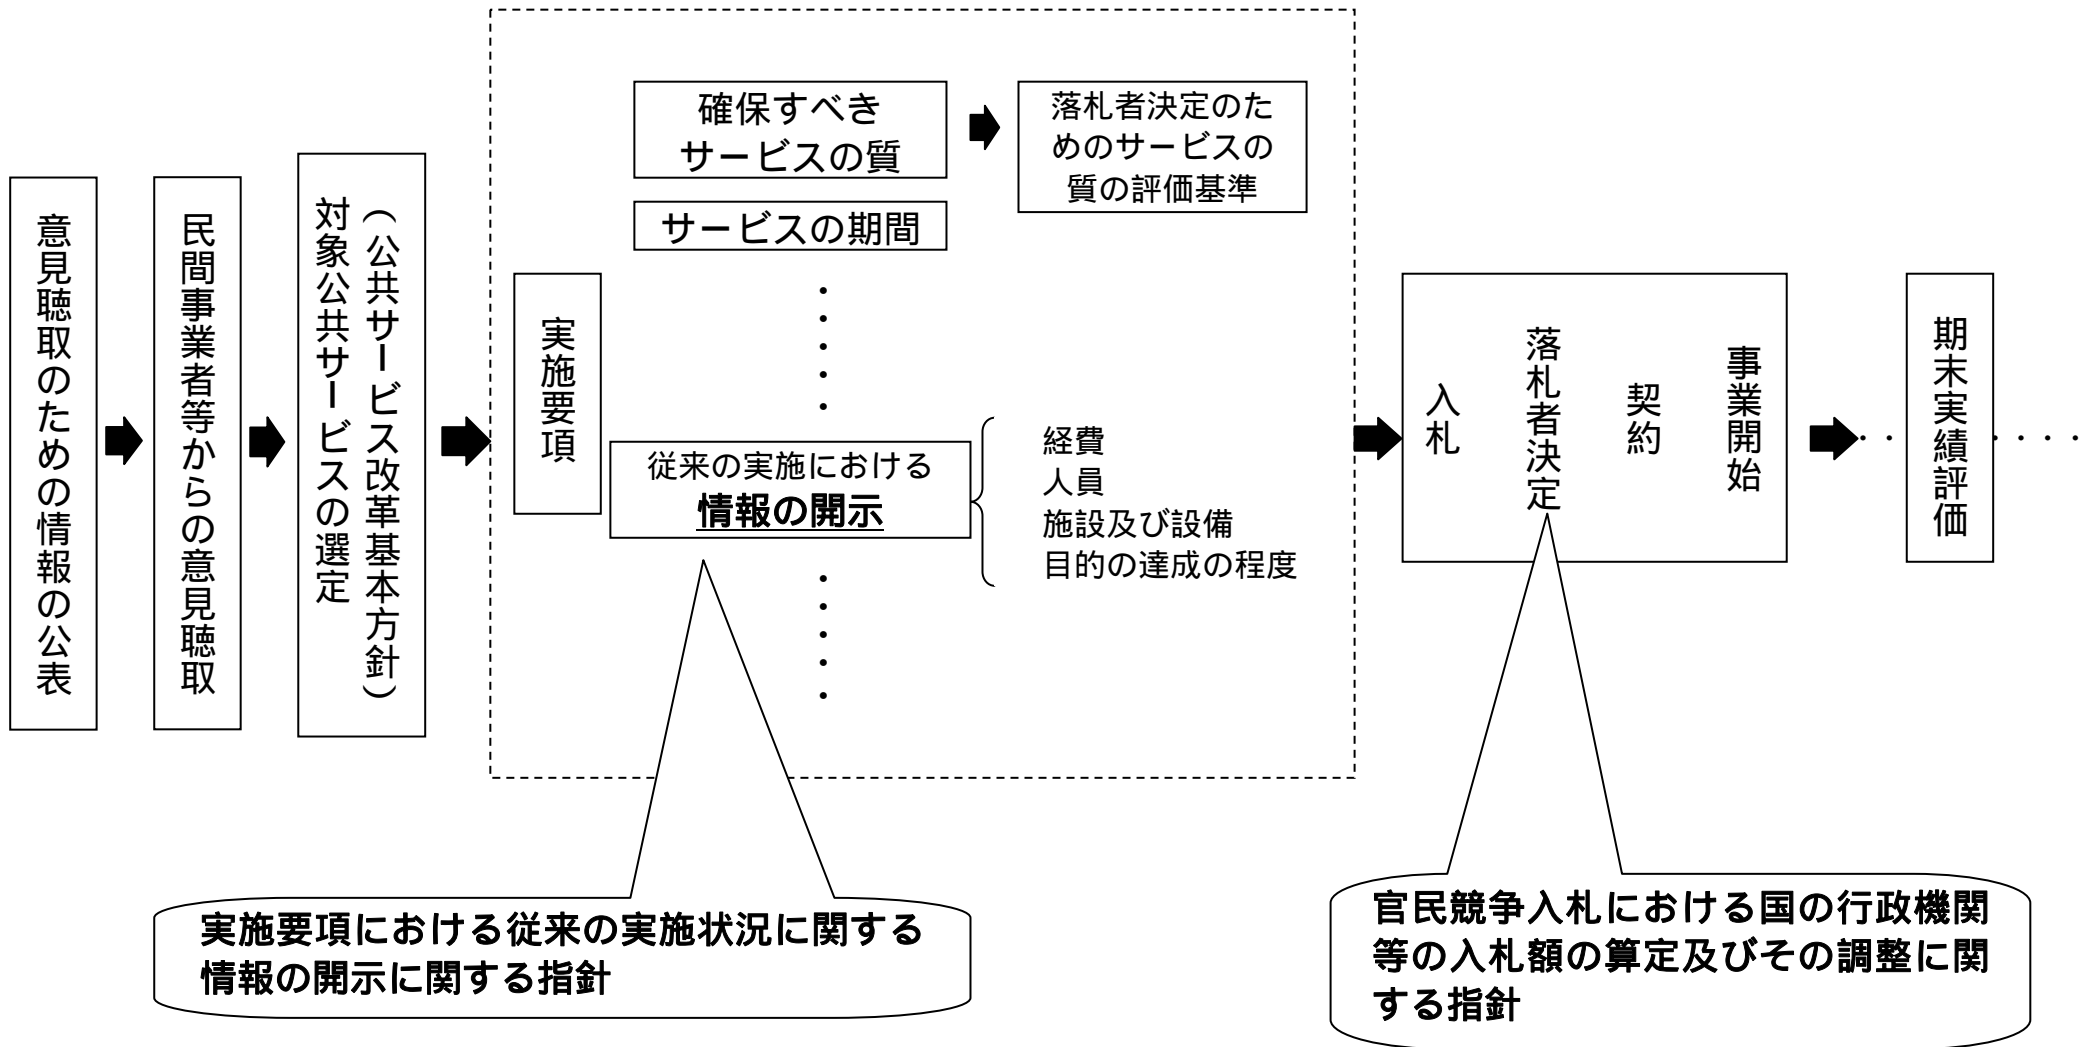 意見聴取のための情報の公表
民間事業者等からの意見聴取
（公共サービス改革基本方針）
対象公共サービスの選定
実施要項
確保すべき
サービスの質
落札者決定のた
めのサービスの
質の評価基準
サービスの期間
・・・・・
従来の実施における
情報の開示
経費
人員
施設及び設備
目的の達成の程度
・・・・・
入札
落札者決定
契約
事業開始
・・
期末実績評価
・・・・
実施要項における従来の実施状況に関する
情報の開示に関する指針
官民競争入札における国の行政機関
等の入札額の算定及びその調整に関
する指針